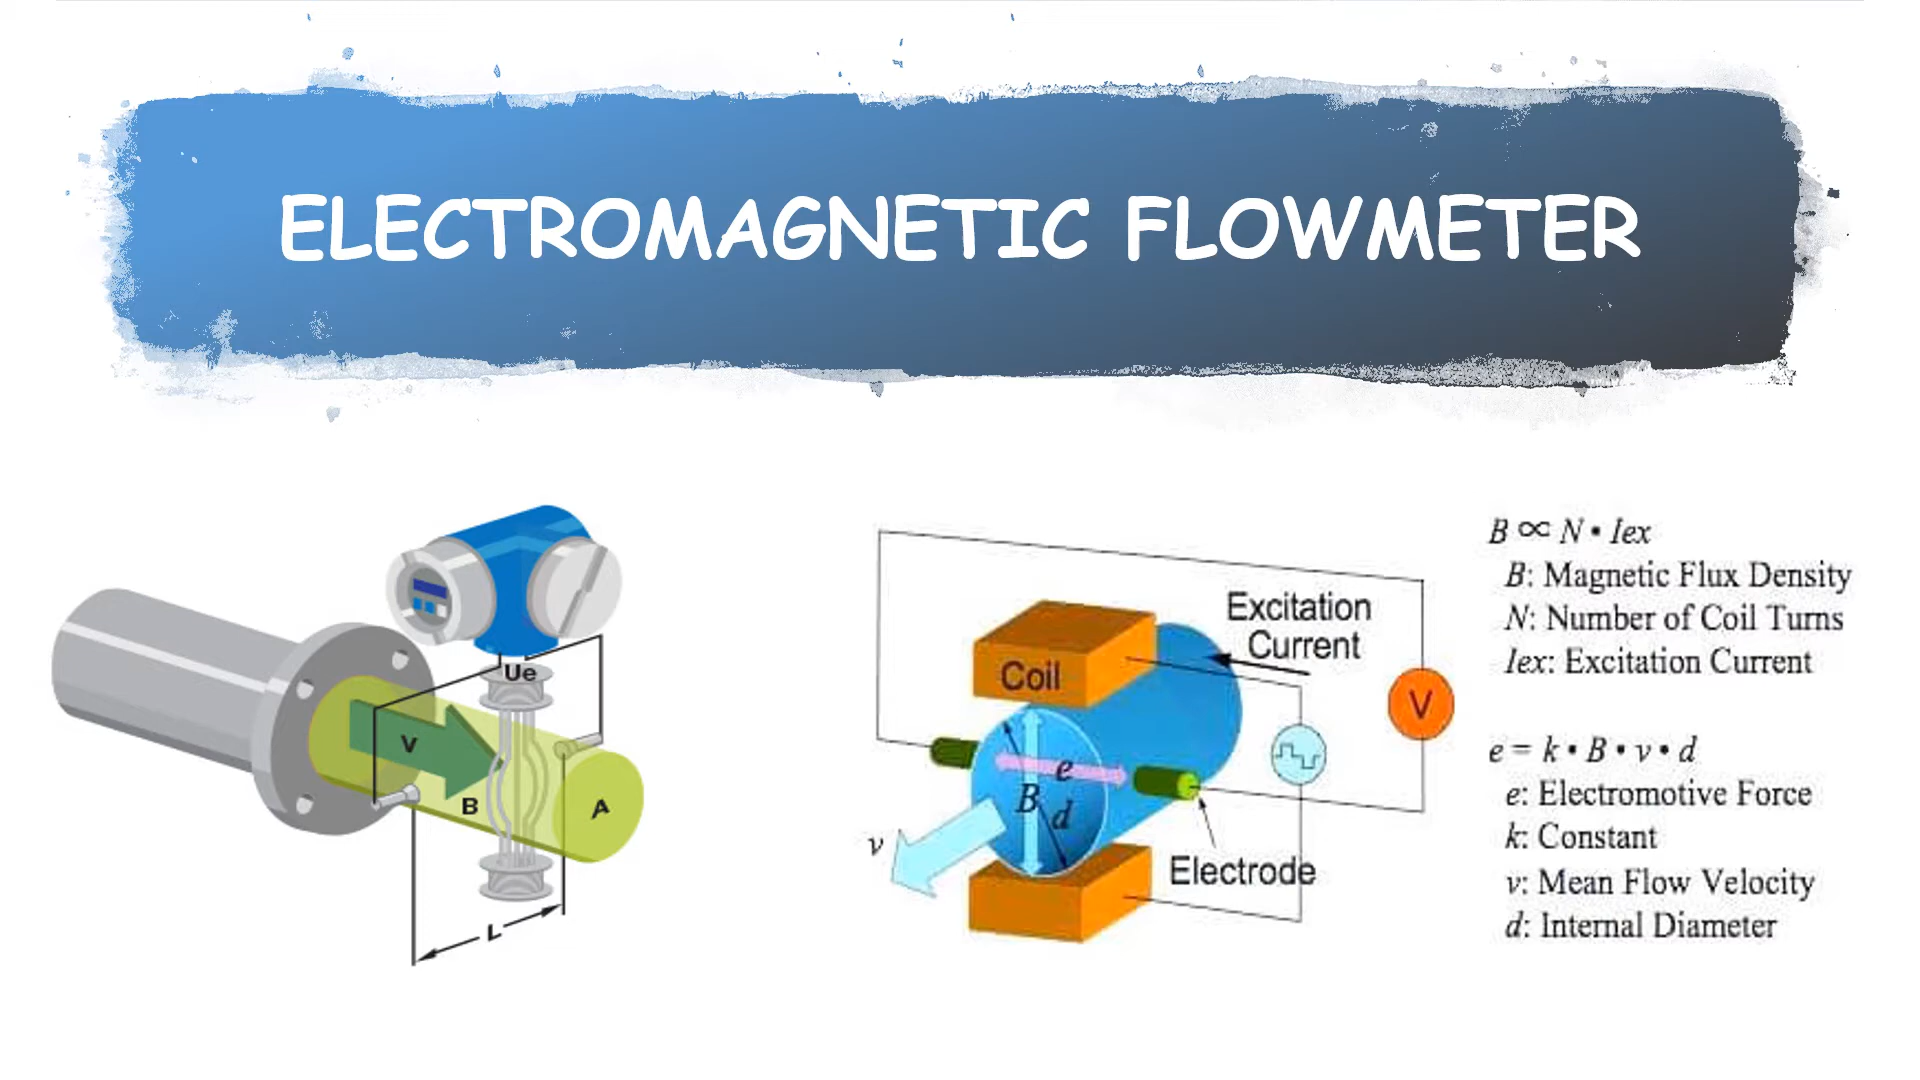 ELECTROMAGNETIC FLOWMETER
Ue
V
B
A
L
Excitation
Current
Coil
V
e
B
d
v
Electrode
B ∝ N • Iex
B: Magnetic Flux Density
N: Number of Coil Turns
Iex: Excitation Current
e = k • B • v • d
e: Electromotive Force
k: Constant
v: Mean Flow Velocity
d: Internal Diameter